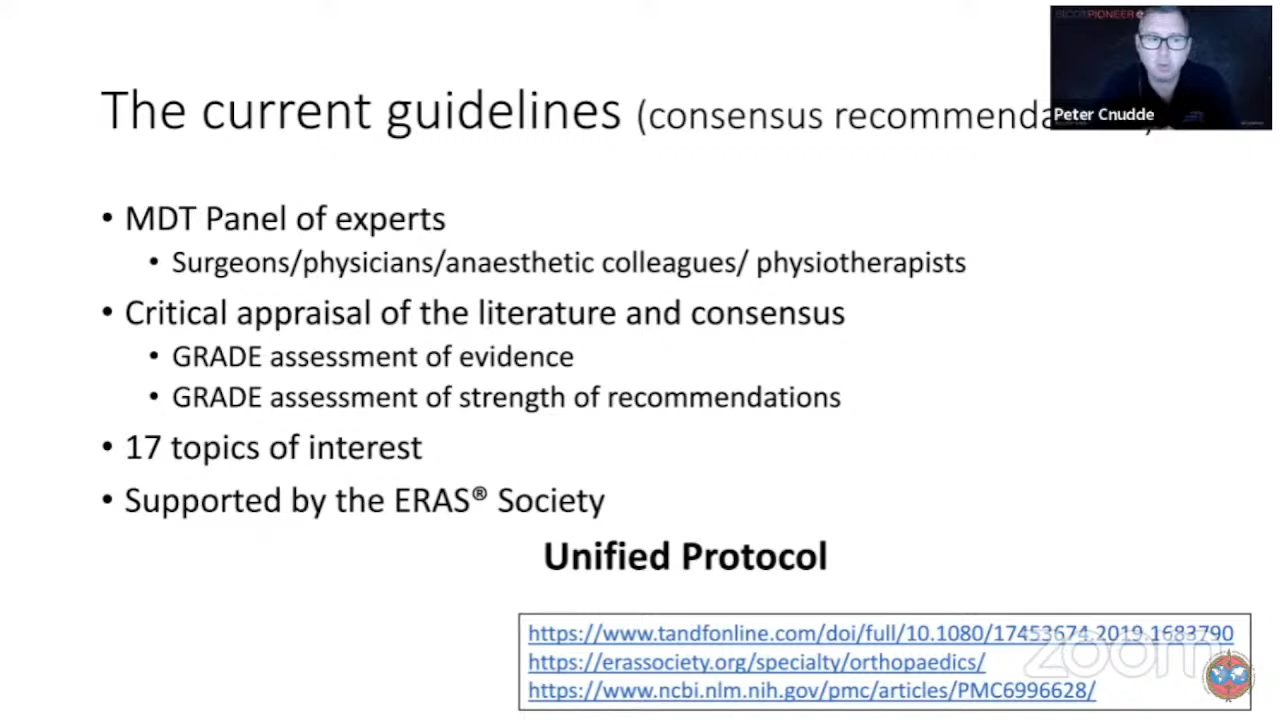 SICOT PIONEER
The current guidelines (consensus recommenda
Peter Cnudde
• MDT Panel of experts
• Surgeons/physicians/anaesthetic colleagues/ physiotherapists
• Critical appraisal of the literature and consensus
• GRADE assessment of evidence
• GRADE assessment of strength of recommendations
• 17 topics of interest
• Supported by the ERAS® Society
Unified Protocol
https://www.tandfonline.com/doi/full/10.1080/17453674.2019.1683790
https://erassociety.org/specialty/orthopaedics/
https://www.ncbi.nlm.nih.gov/pmc/articles/PMC6996628/
zoom